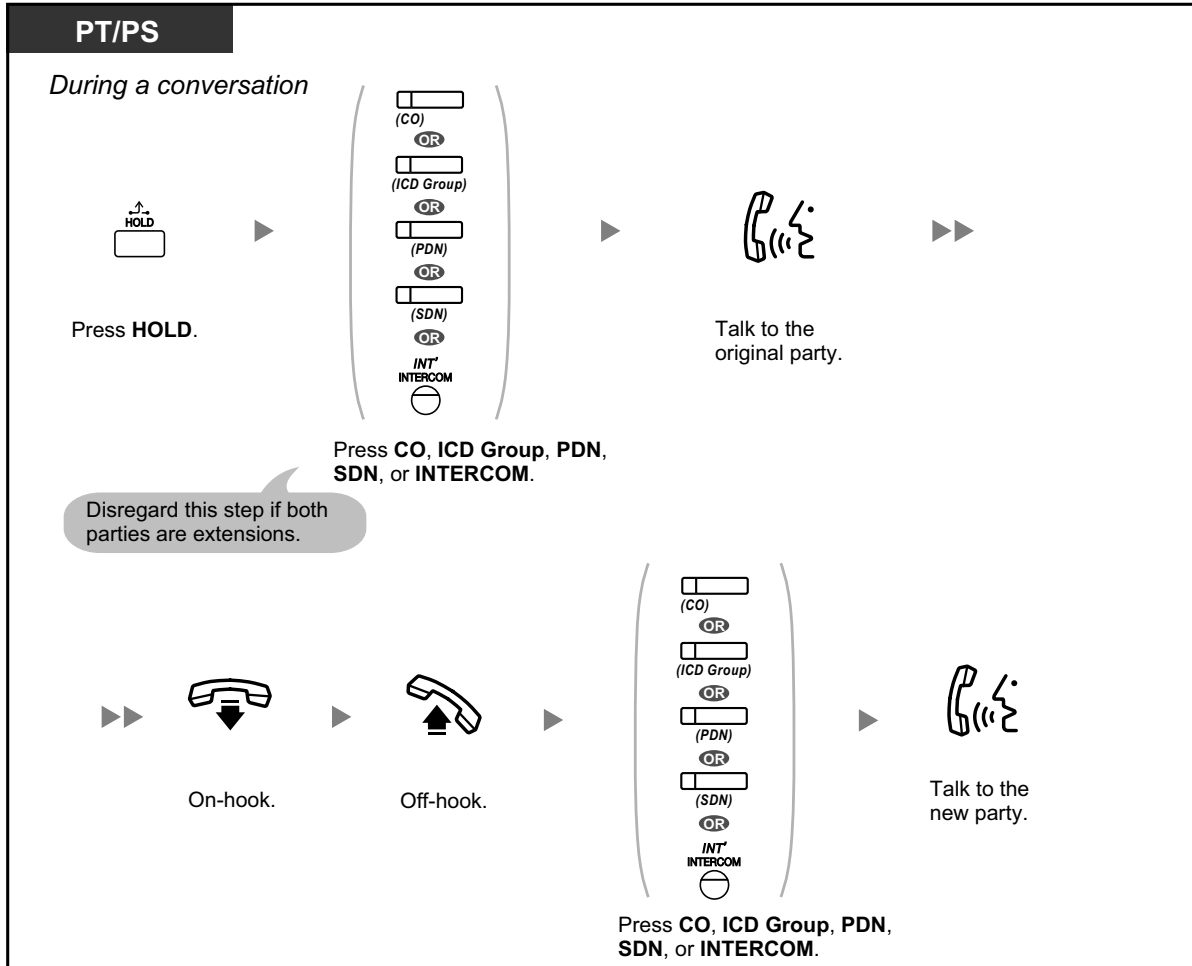 PT/PS
During a conversation
HOLD
Press HOLD.
(CO)
OR
(ICD Group)
OR
(PDN)
OR
(SDN)
OR
INT'
INTERCOM
Press CO, ICD Group, PDN,
SDN, or INTERCOM.
Disregard this step if both
parties are extensions.
Talk to the
original party.
On-hook.
Off-hook.
(CO)
OR
(ICD Group)
OR
(PDN)
OR
(SDN)
OR
INT'
INTERCOM
Press CO, ICD Group, PDN,
SDN, or INTERCOM.
Talk to the
new party.